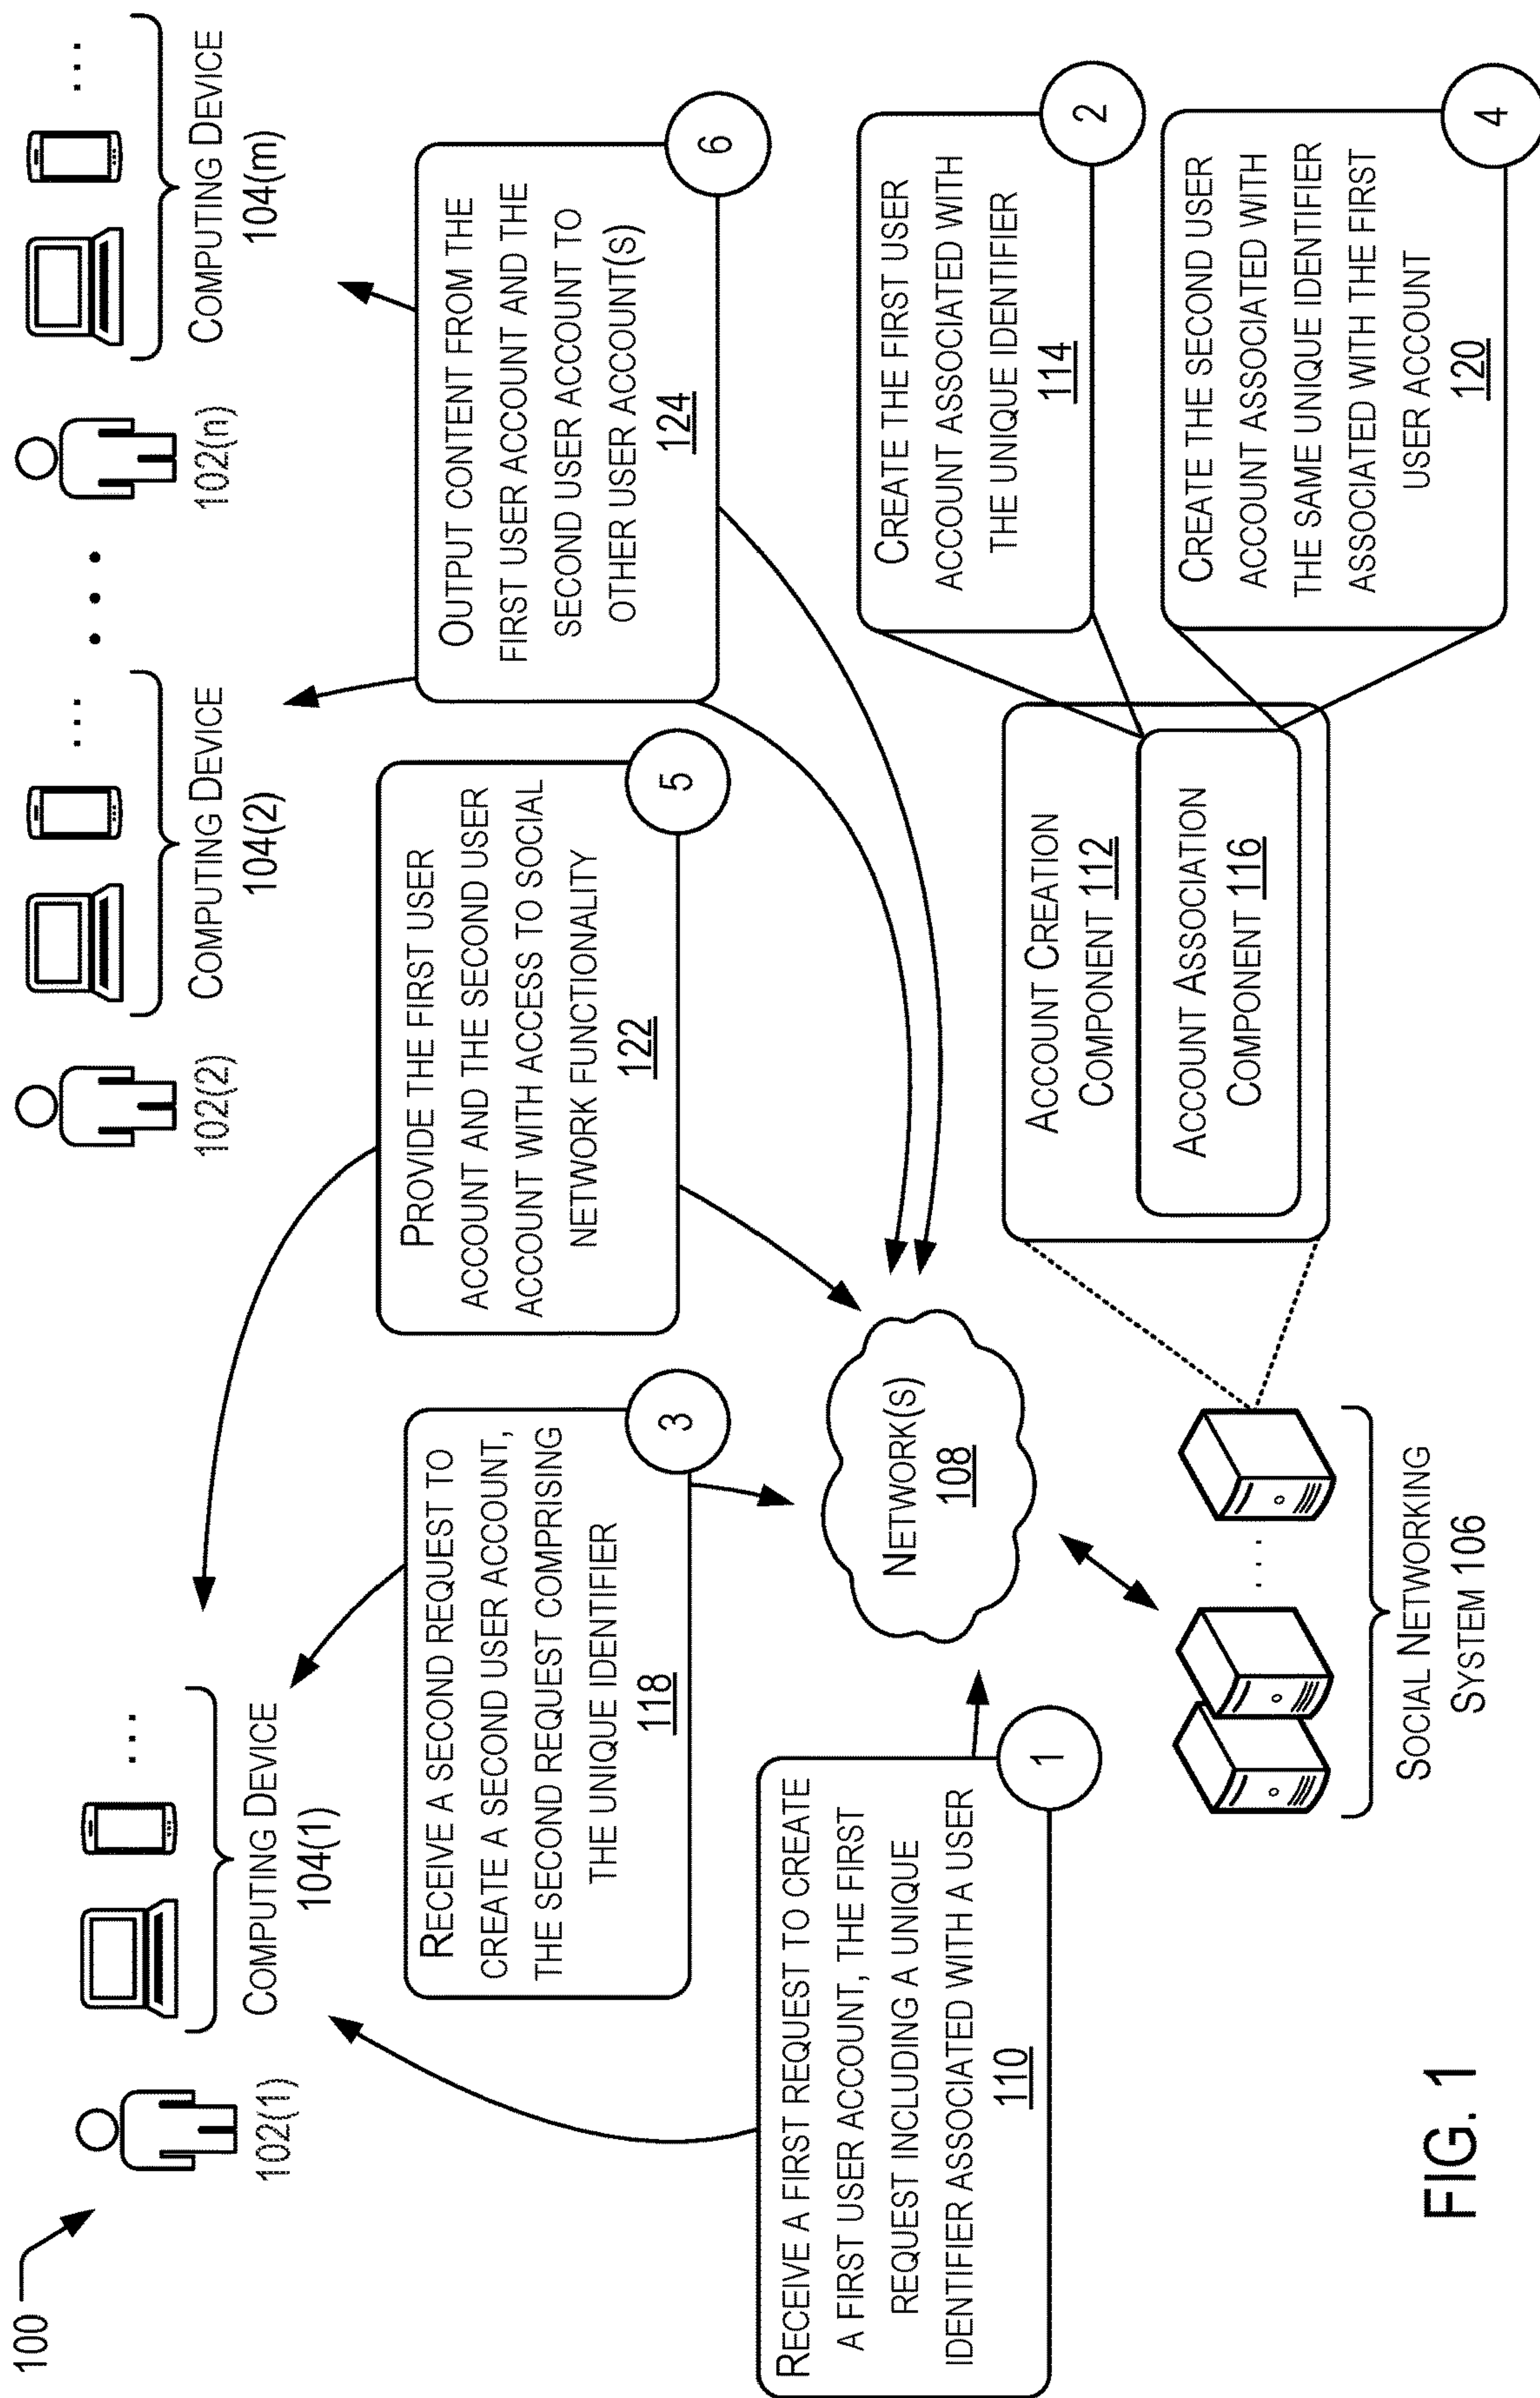 100
102(1)
COMPUTING DEVICE
104(1)
...
102(2)
COMPUTING DEVICE
104(2)
...
102(n)
COMPUTING DEVICE
104(m)
...
RECEIVE A SECOND REQUEST TO
CREATE A SECOND USER ACCOUNT,
THE SECOND REQUEST COMPRISING
THE UNIQUE IDENTIFIER
118
3
PROVIDE THE FIRST USER
ACCOUNT AND THE SECOND USER
ACCOUNT WITH ACCESS TO SOCIAL
NETWORK FUNCTIONALITY
122
5
OUTPUT CONTENT FROM THE
FIRST USER ACCOUNT AND THE
SECOND USER ACCOUNT TO
OTHER USER ACCOUNT(S)
124
6
RECEIVE A FIRST REQUEST TO CREATE
A FIRST USER ACCOUNT, THE FIRST
REQUEST INCLUDING A UNIQUE
IDENTIFIER ASSOCIATED WITH A USER
110
1
NETWORK(S)
108
CREATE THE FIRST USER
ACCOUNT ASSOCIATED WITH
THE UNIQUE IDENTIFIER
114
2
ACCOUNT CREATION
COMPONENT 112
ACCOUNT ASSOCIATION
COMPONENT 116
CREATE THE SECOND USER
ACCOUNT ASSOCIATED WITH
THE SAME UNIQUE IDENTIFIER
ASSOCIATED WITH THE FIRST
USER ACCOUNT
120
4
SOCIAL NETWORKING
SYSTEM 106
FIG. 1